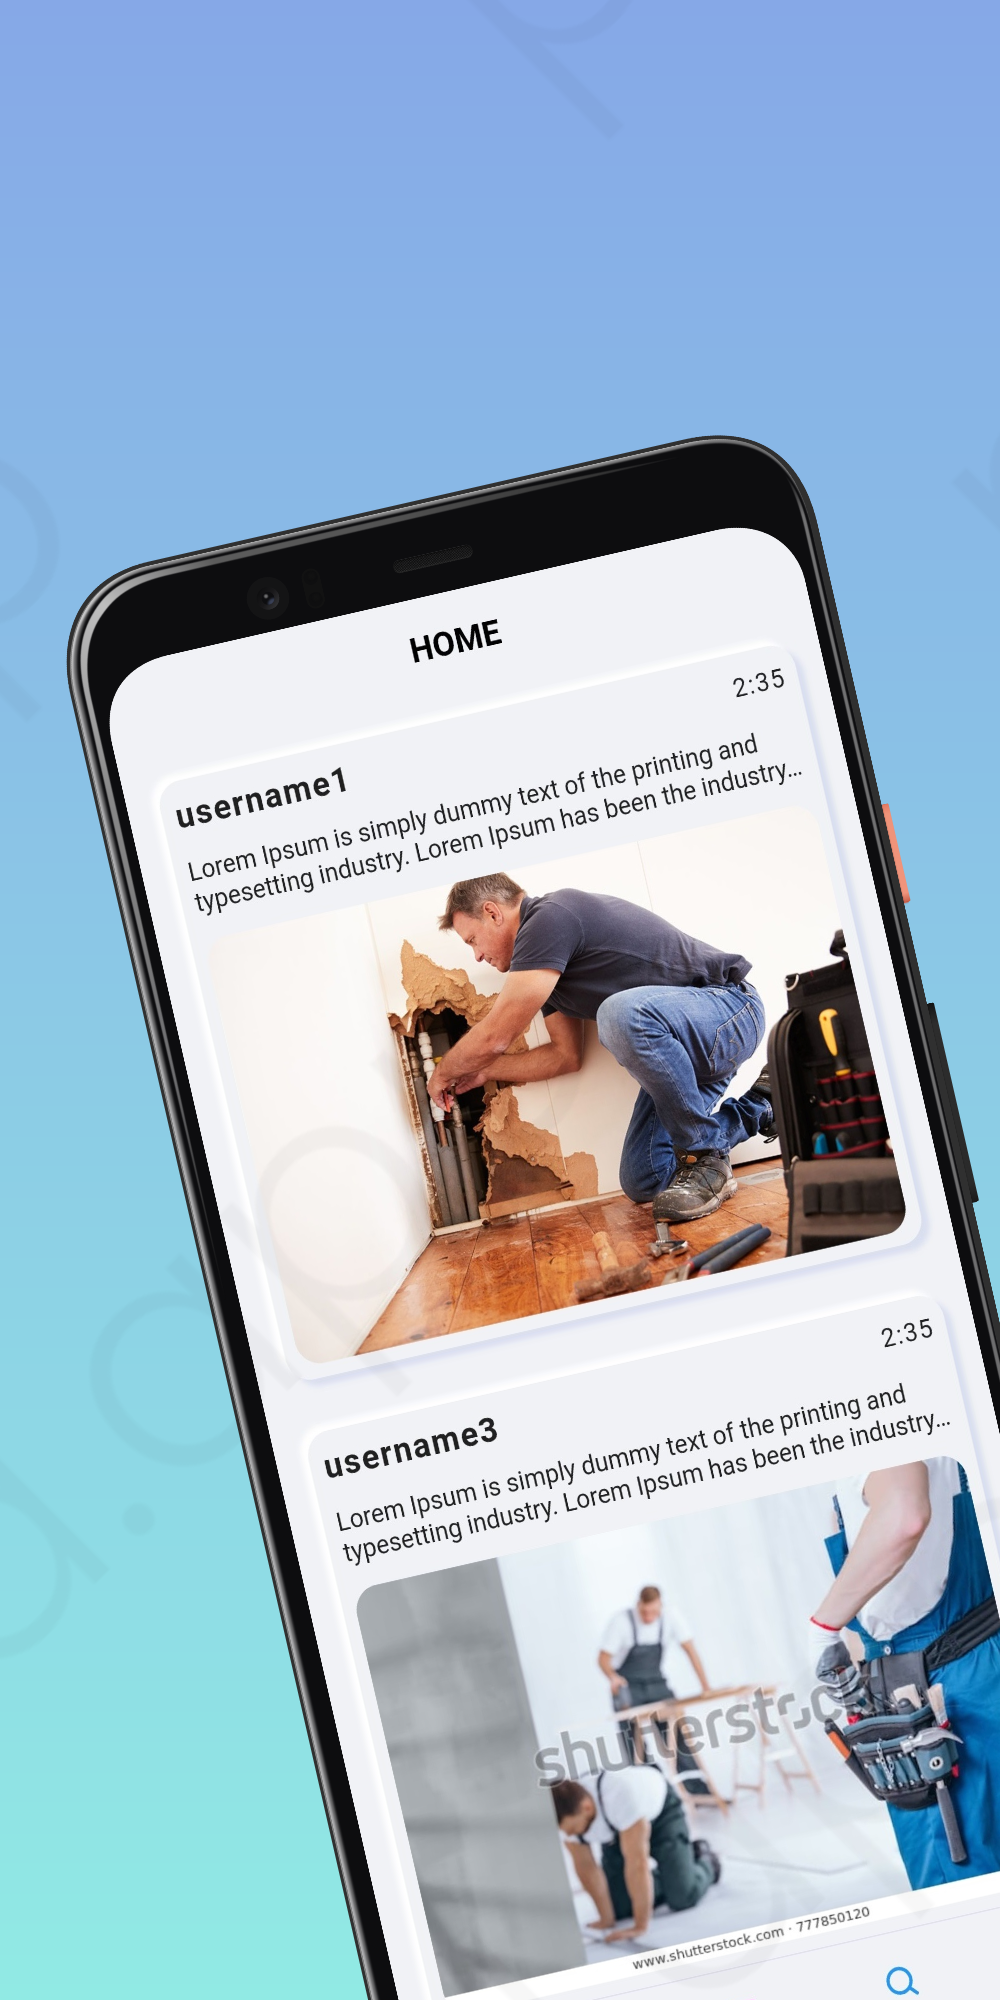 HOME
2:35
username1
Lorem Ipsum is simply dummy text of the printing and
typesetting industry. Lorem Ipsum has been the industry...
2:35
username3
Lorem Ipsum is simply dummy text of the printing and
typesetting industry. Lorem Ipsum has been the industry...
shutterstock
www.shutterstock.com · 777850120